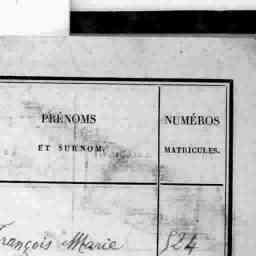 PRÉNOMS
ET SURNOM.
NUMÉROS
MATRICULES.
François Marie
524